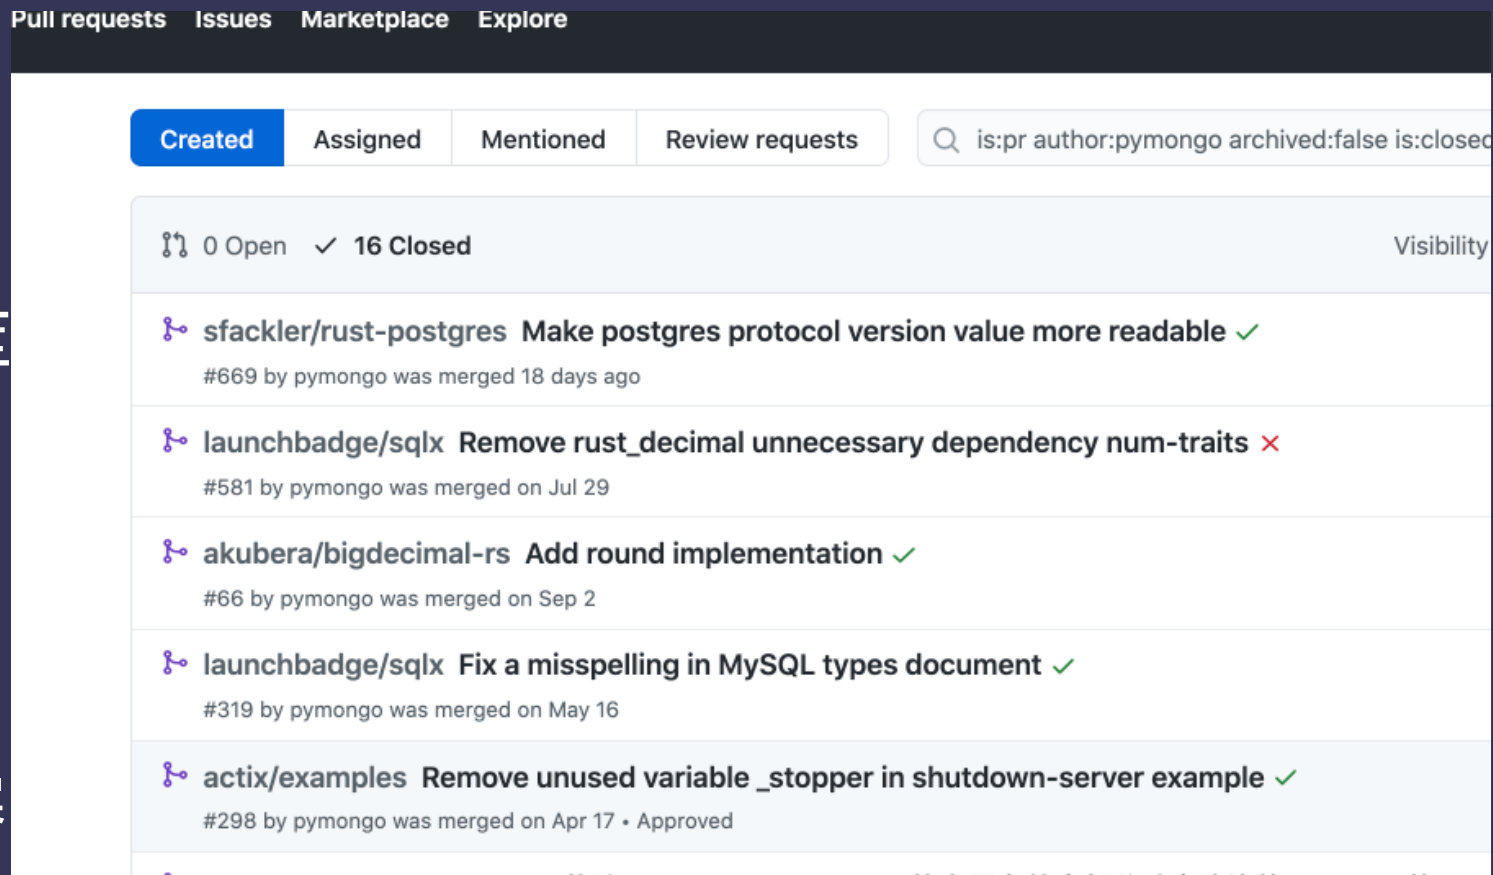 Pull requests Issues Marketplace Explore
Created Assigned Mentioned Review requests is:pr author:pymongo archived:false is:closed
0 Open 16 Closed Visibility
sfackler/rust-postgres Make postgres protocol version value more readable
#669 by pymongo was merged 18 days ago
launchbadge/sqlx Remove rust_decimal unnecessary dependency num-traits
#581 by pymongo was merged on Jul 29
akubera/bigdecimal-rs Add round implementation
#66 by pymongo was merged on Sep 2
launchbadge/sqlx Fix a misspelling in MySQL types document
#319 by pymongo was merged on May 16
actix/examples Remove unused variable _stopper in shutdown-server example
#298 by pymongo was merged on Apr 17 • Approved